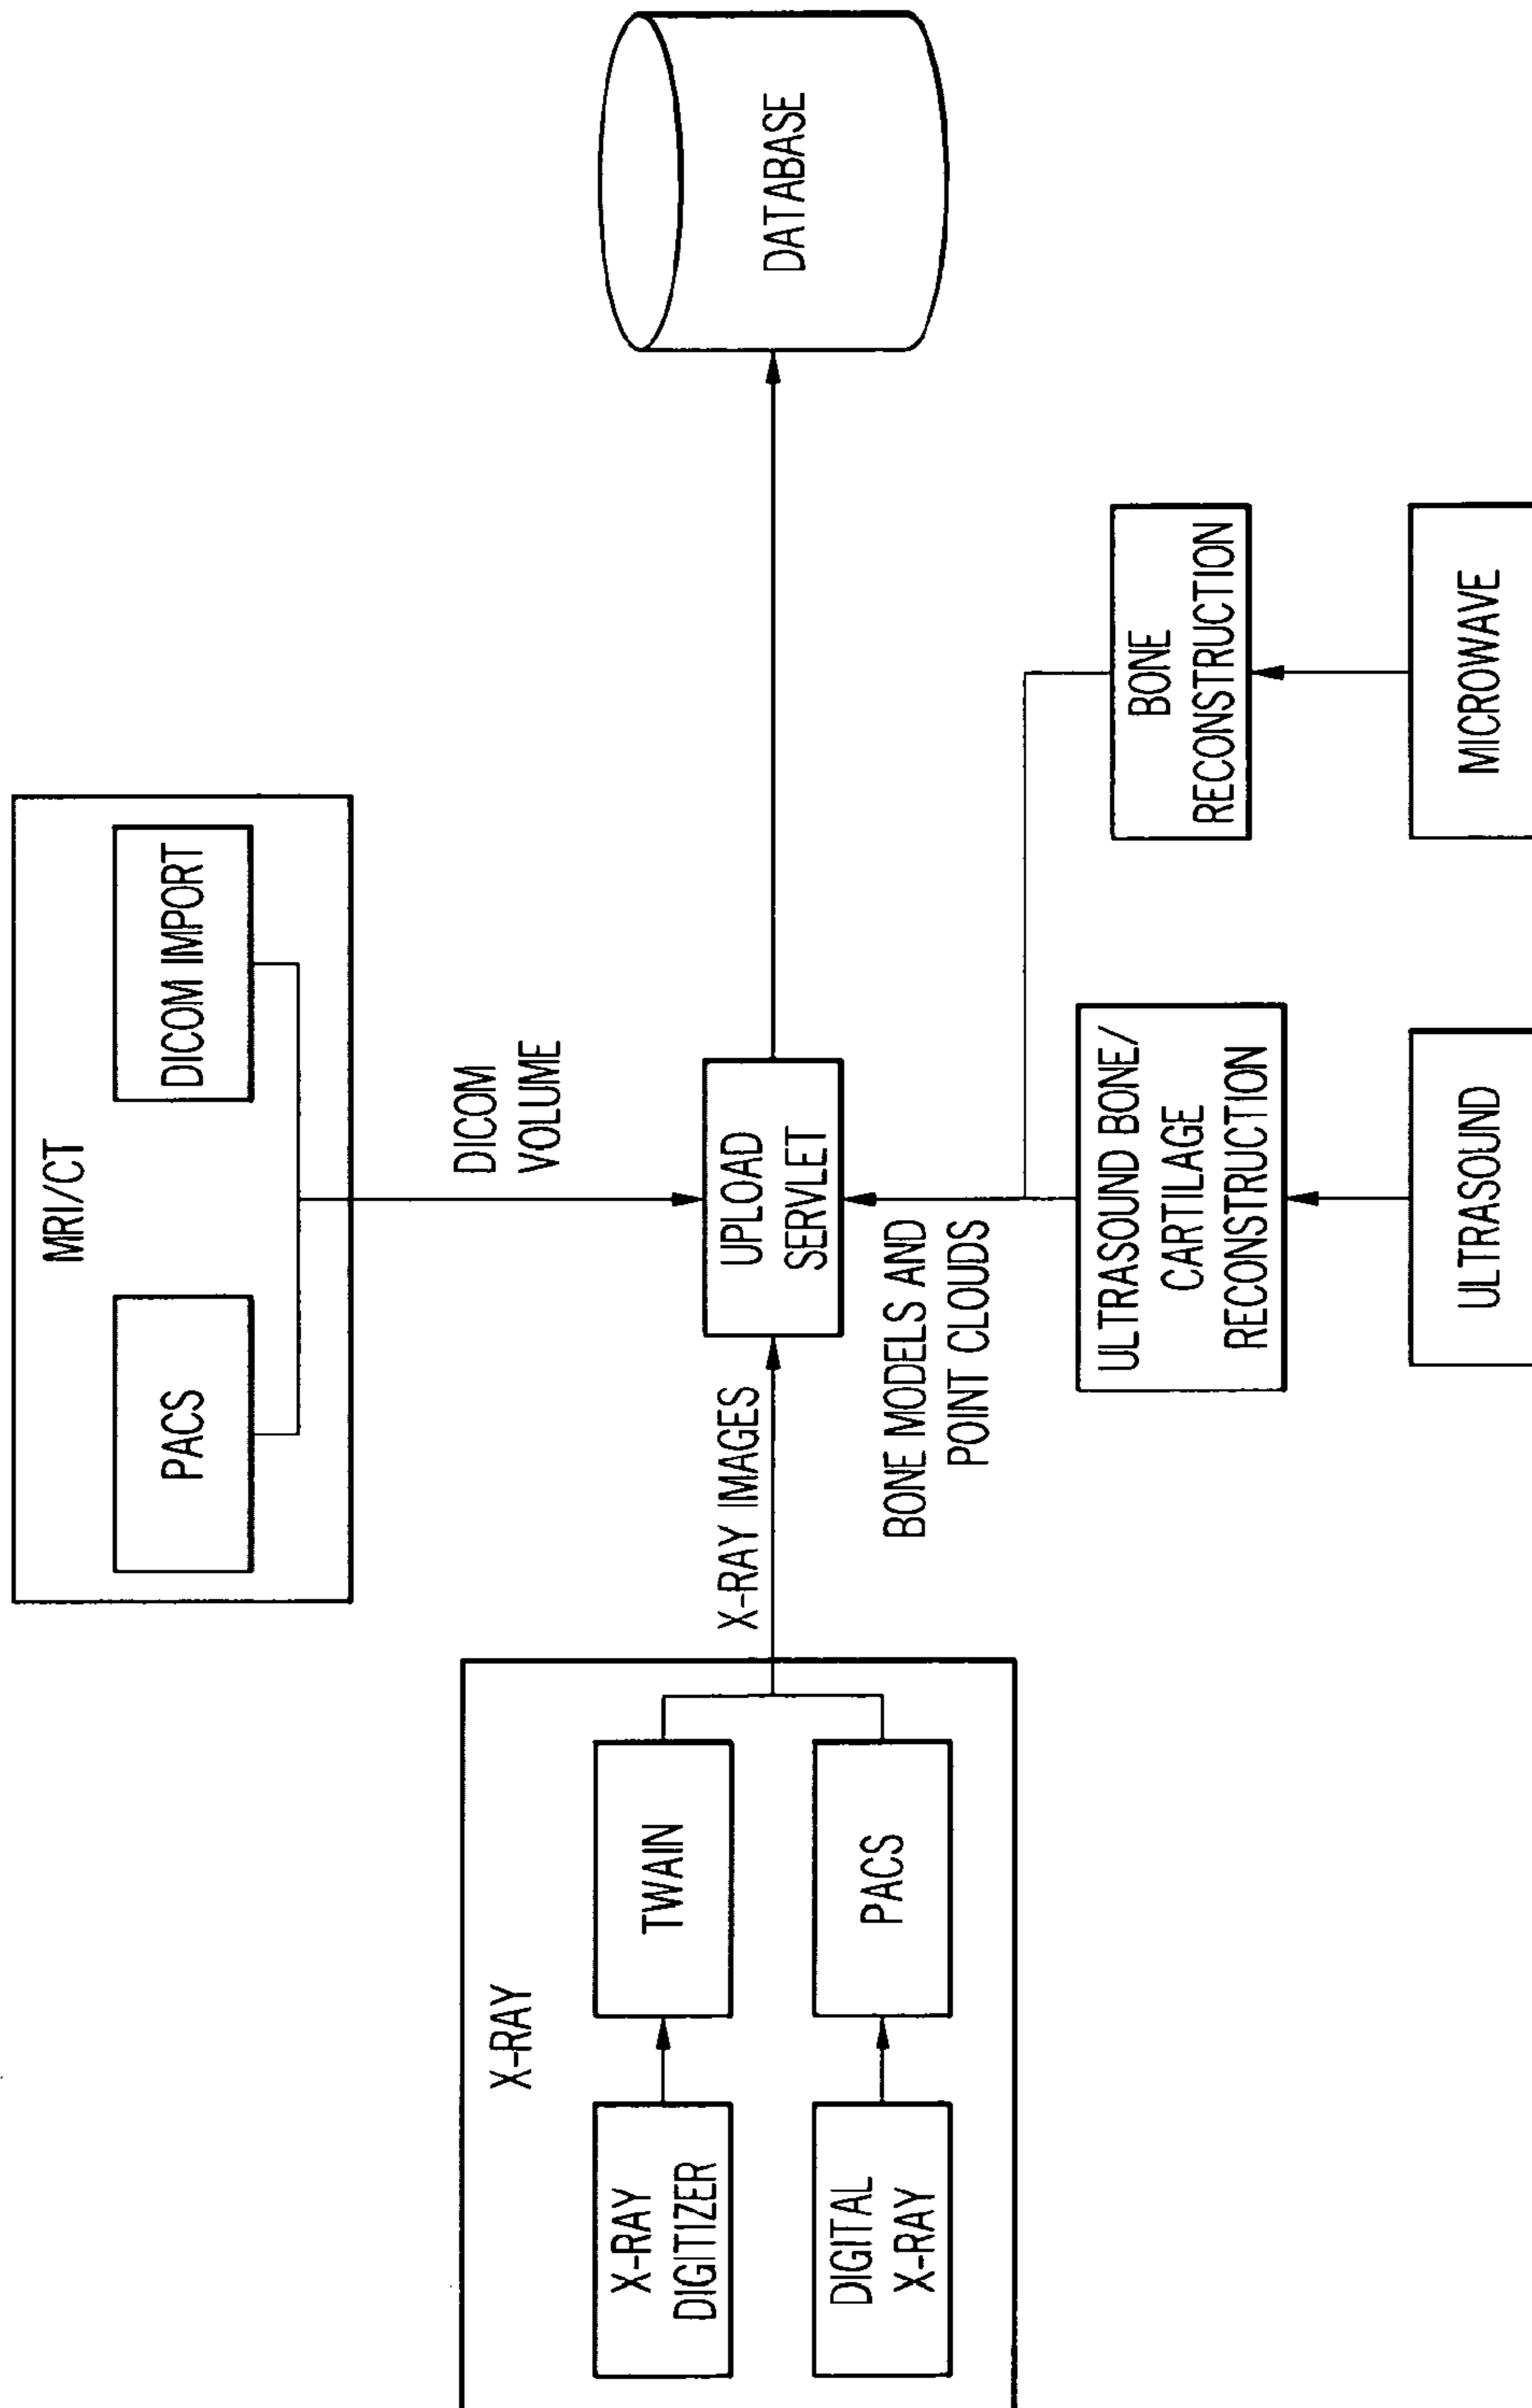 MRI/CT
PACS
DICOM IMPORT
DICOM
VOLUME
X-RAY
X-RAY
DIGITIZER
TWAIN
DIGITAL
X-RAY
PACS
X-RAY IMAGES
UPLOAD
SERVLET
DATABASE
BONE MODELS AND
POINT CLOUDS
ULTRASOUND BONE/
CARTILAGE
RECONSTRUCTION
BONE
RECONSTRUCTION
ULTRASOUND
MICROWAVE